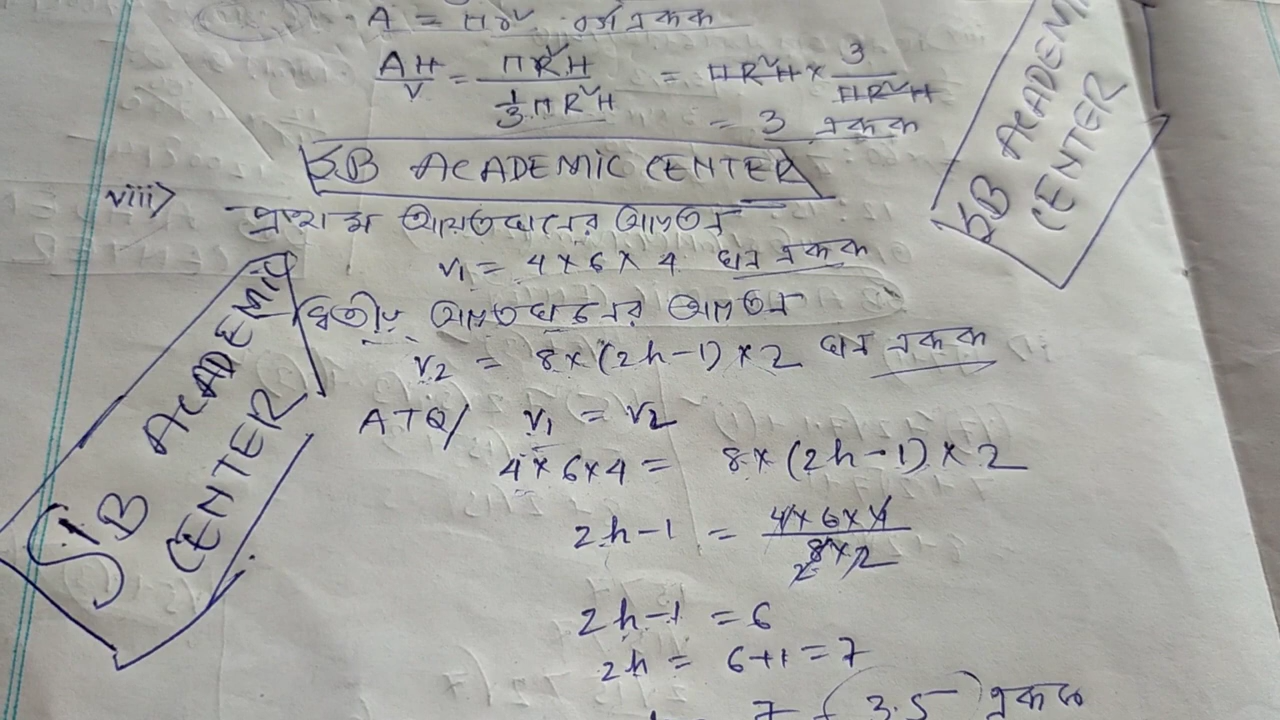 A = πr² বর্গ একক
AH/V = πR²H / ⅓πR²H = πR²H × 3/πR²H
= 3 একক
SB ACADEMIC CENTER
SB ACADEMIC CENTER
viii>
প্রথম আয়তঘনের আয়তন
V₁ = 4 × 6 × 4 ঘন একক
দ্বিতীয় আয়তঘনের আয়তন
V₂ = 8 × (2h-1) × 2 ঘন একক
SB ACADEMIC CENTER
ATQ/ V₁ = V₂
4 × 6 × 4 = 8 × (2h-1) × 2
2h-1 = 4 × 6 × 4 / 8 × 2
2h-1 = 6
2h = 6+1 = 7
7 (3.5) একক